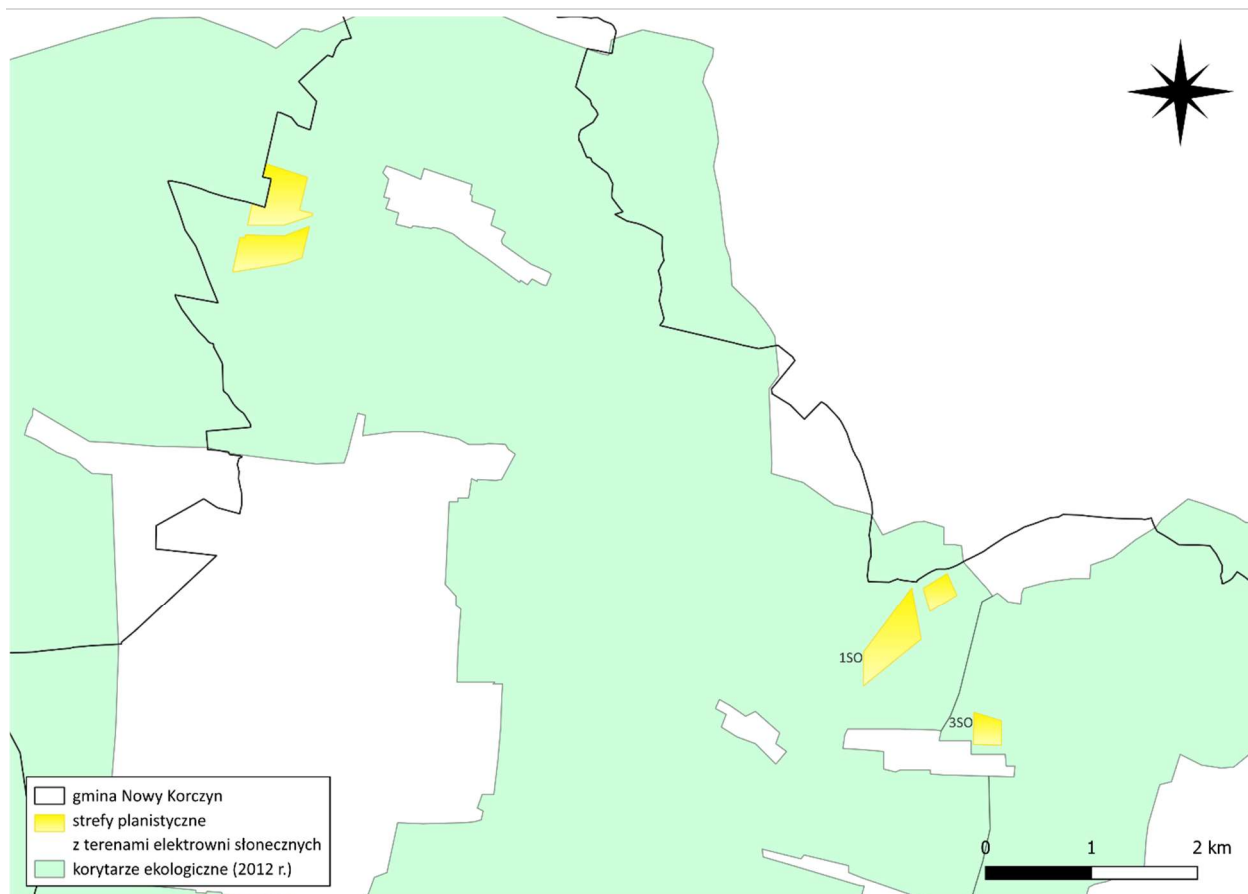 1SO
3SO
gmina Nowy Korczyn
strefy planistyczne
z terenami elektrowni słonecznych
korytarze ekologiczne (2012 r.)
0 1 2 km